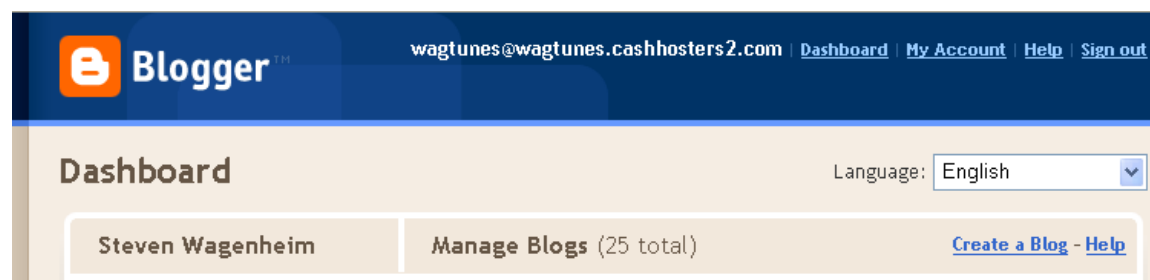 Blogger™ wagtunes@wagtunes.cashhosters2.com | Dashboard | My Account | Help | Sign out
Dashboard Language: English
Steven Wagenheim Manage Blogs (25 total) Create a Blog - Help